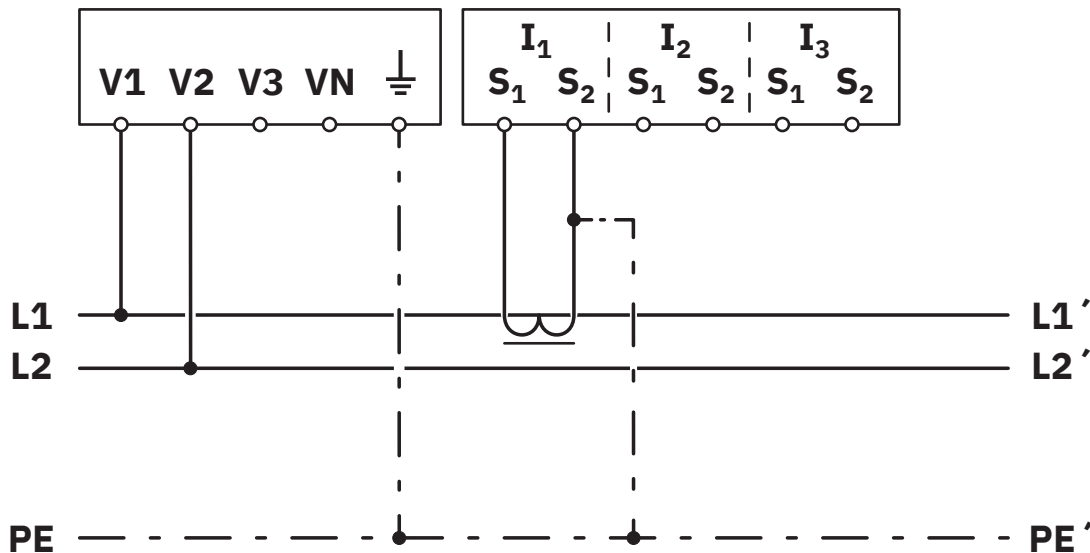 I₁ I₂ I₃
V1 V2 V3 VN S₁ S₂ S₁ S₂ S₁ S₂
L1 L1′
L2 L2′
PE PE′